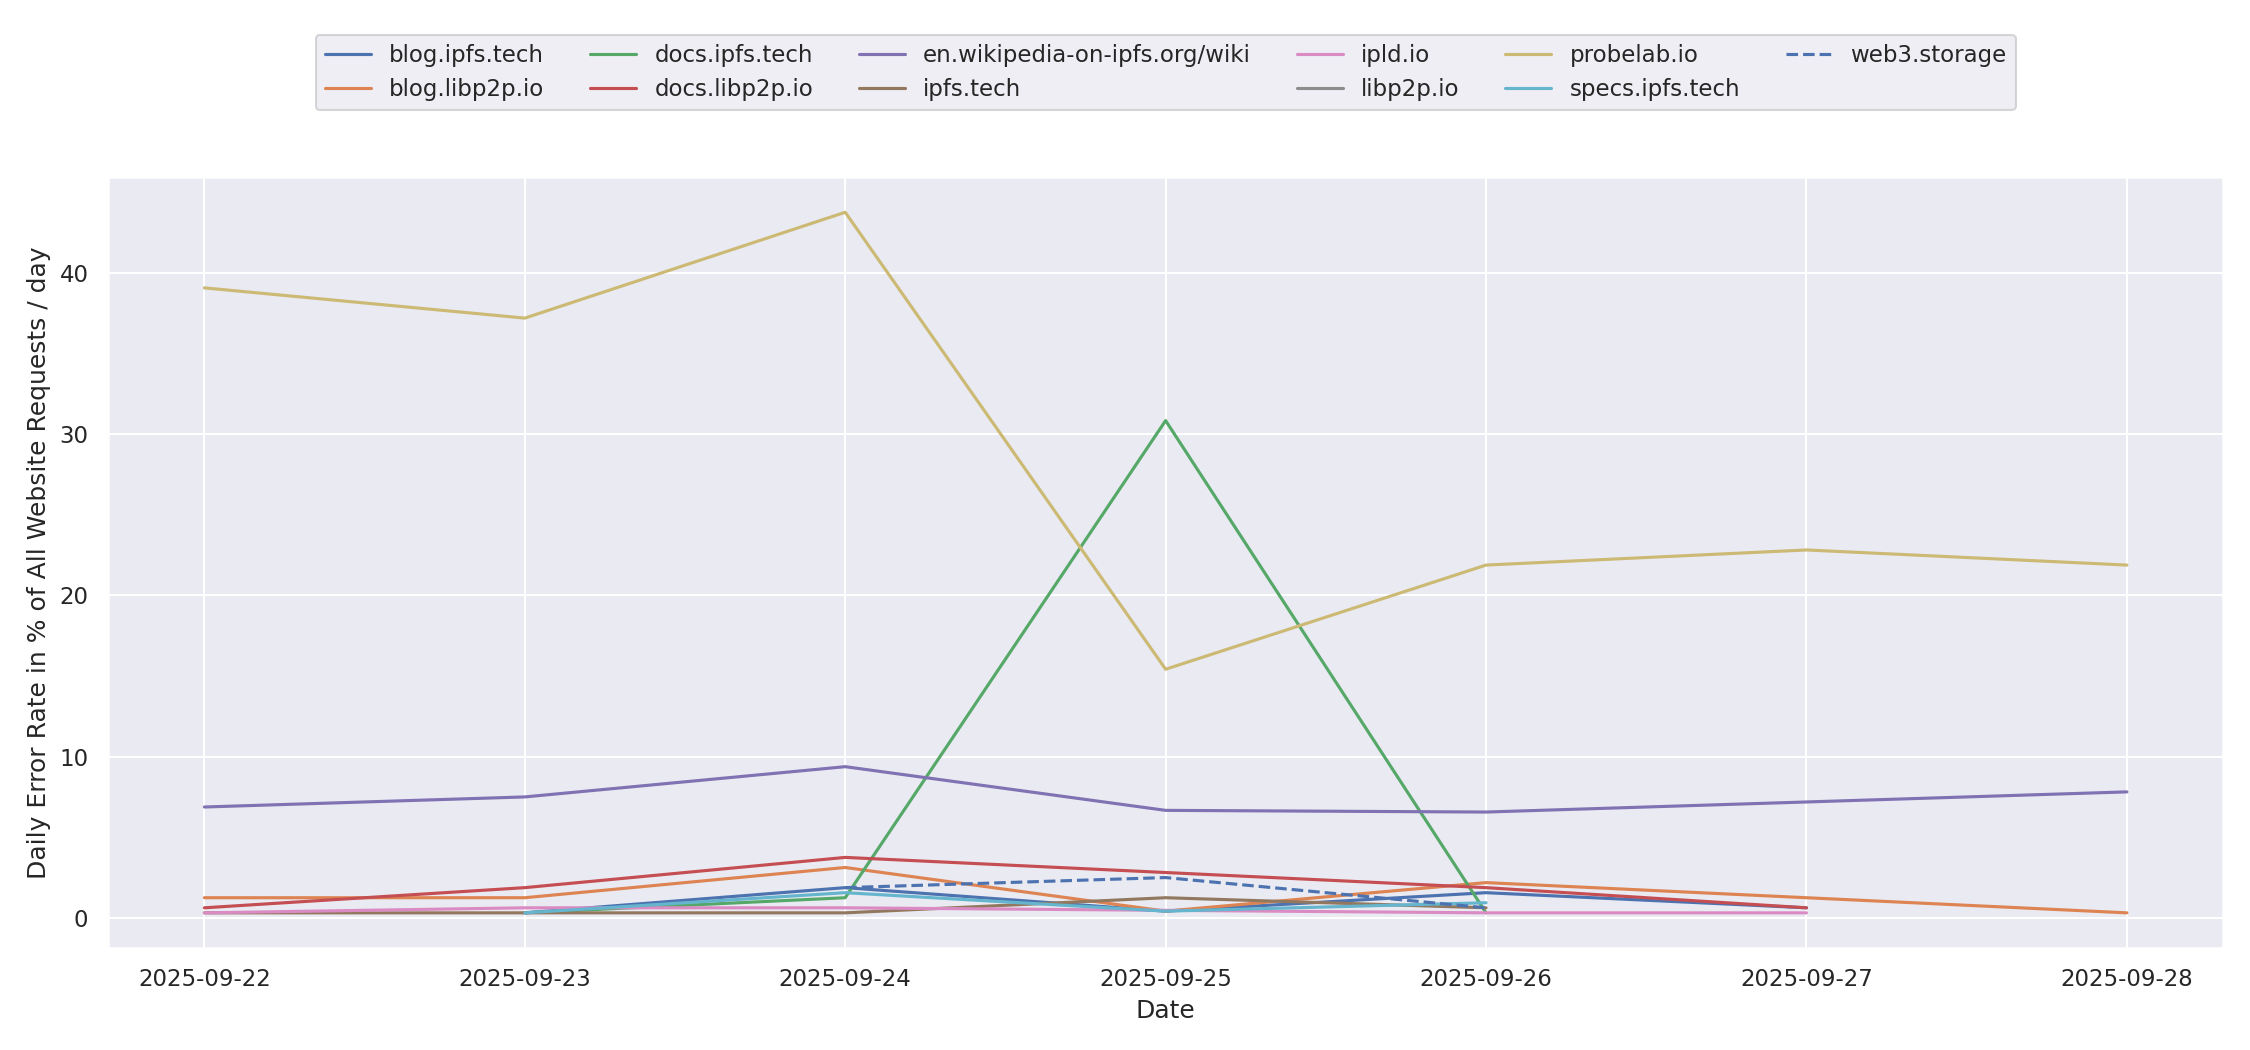 blog.ipfs.tech docs.ipfs.tech en.wikipedia-on-ipfs.org/wiki ipld.io probelab.io web3.storage
blog.libp2p.io docs.libp2p.io ipfs.tech libp2p.io specs.ipfs.tech
Daily Error Rate in % of All Website Requests / day
40
30
20
10
0
2025-09-22 2025-09-23 2025-09-24 2025-09-25 2025-09-26 2025-09-27 2025-09-28
Date